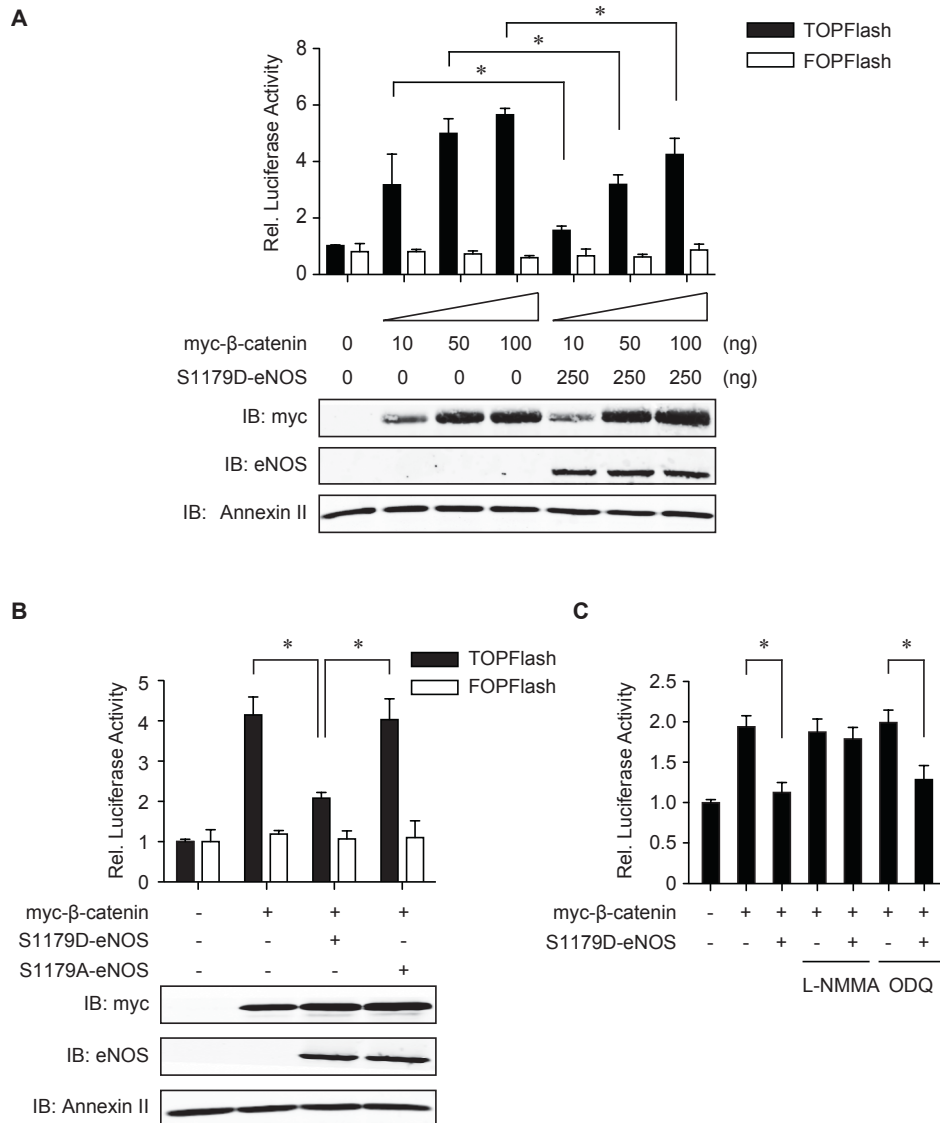 A
*
*
*
TOPFlash
FOPFlash
Rel. Luciferase Activity
8
6
4
2
0
myc-β-catenin 0 10 50 100 10 50 100 (ng)
S1179D-eNOS 0 0 0 0 250 250 250 (ng)
IB: myc
IB: eNOS
IB: Annexin II
B
* *
TOPFlash
FOPFlash
Rel. Luciferase Activity
5
4
3
2
1
0
myc-β-catenin - + + +
S1179D-eNOS - - + -
S1179A-eNOS - - - +
IB: myc
IB: eNOS
IB: Annexin II
C
* *
Rel. Luciferase Activity
2.5
2.0
1.5
1.0
0.5
0.0
myc-β-catenin - + + + + + +
S1179D-eNOS - - + - + - +
L-NMMA ODQ